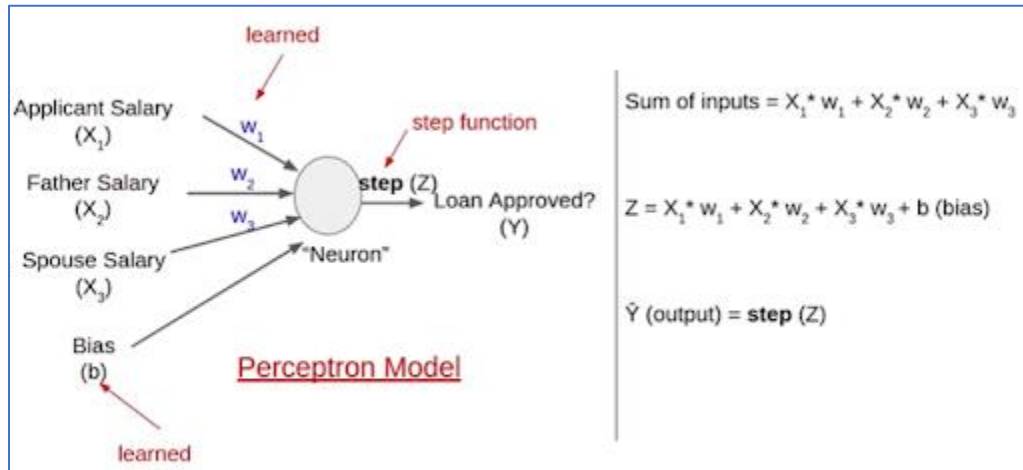 learned
Applicant Salary
(X₁)
w₁
step function
Father Salary
(X₂)
w₂
step (Z)
Loan Approved?
(Y)
w₃
"Neuron"
Spouse Salary
(X₃)
Bias
(b)
Perceptron Model
learned
Sum of inputs = X₁* w₁ + X₂* w₂ + X₃* w₃
Z = X₁* w₁ + X₂* w₂ + X₃* w₃ + b (bias)
Ŷ (output) = step (Z)